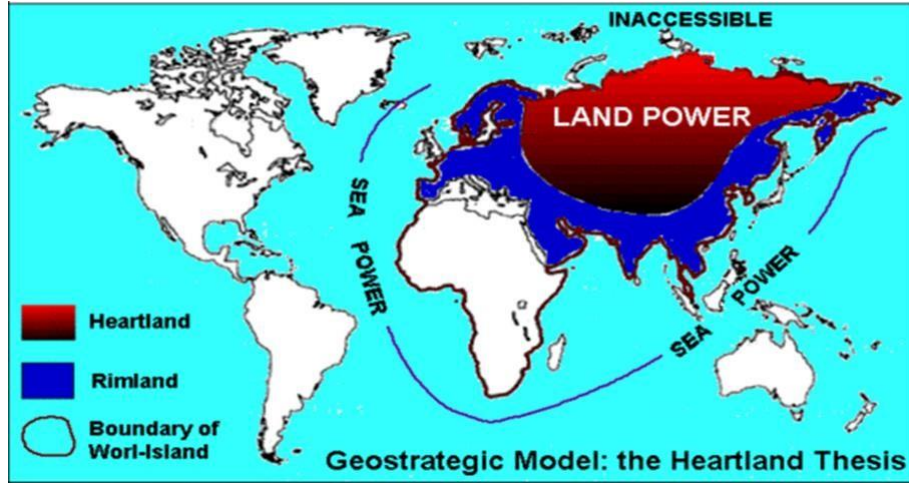 INACCESSIBLE
LAND POWER
SEA POWER
SEA POWER
Heartland
Rimland
Boundary of
Worl-Island
Geostrategic Model: the Heartland Thesis